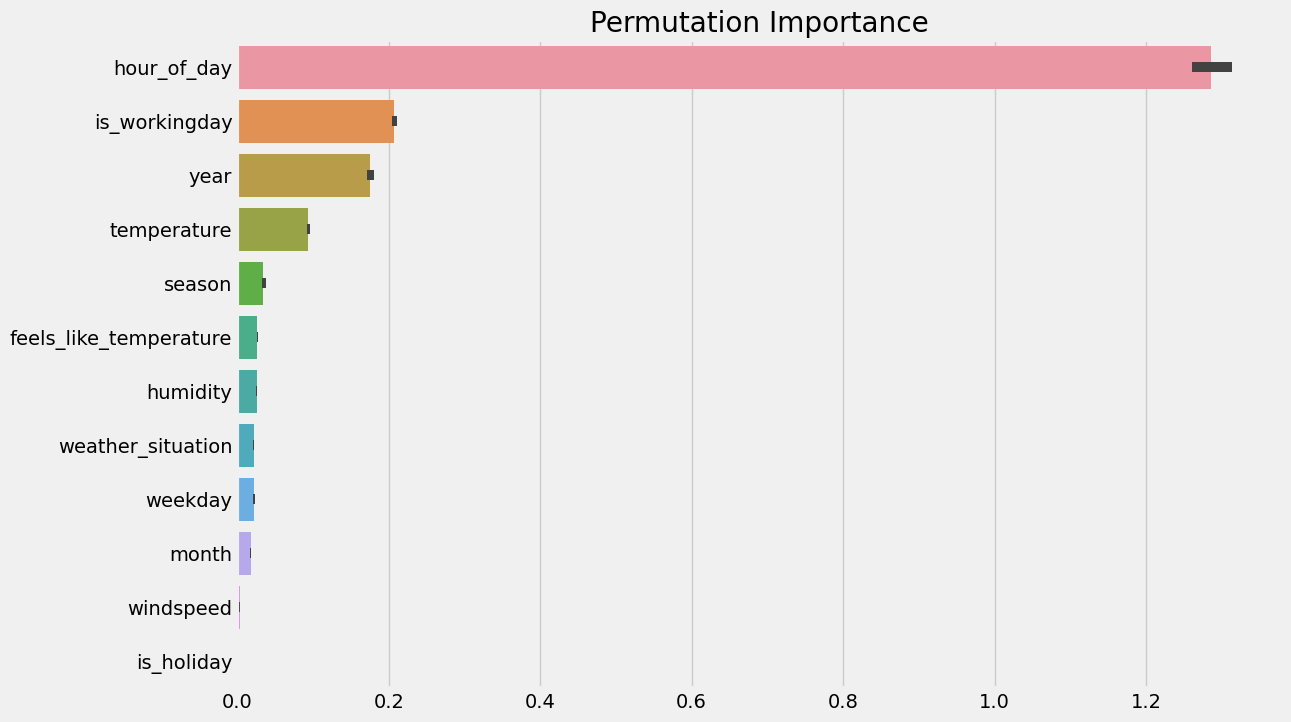 Permutation Importance
hour_of_day
is_workingday
year
temperature
season
feels_like_temperature
humidity
weather_situation
weekday
month
windspeed
is_holiday
0.0 0.2 0.4 0.6 0.8 1.0 1.2